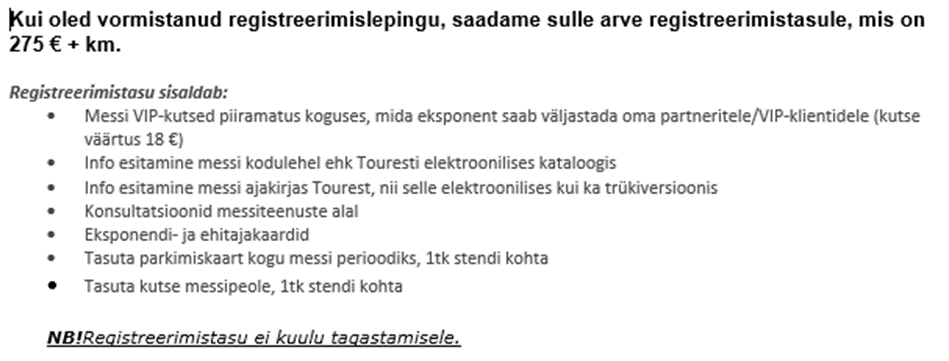 Kui oled vormistanud registreerimislepingu, saadame sulle arve registreerimistasule, mis on
275 € + km.
Registreerimistasu sisaldab:
• Messi VIP-kutsed piiramatus koguses, mida eksponent saab väljastada oma partneritele/VIP-klientidele (kutse
väärtus 18 €)
• Info esitamine messi kodulehel ehk Touresti elektroonilises kataloogis
• Info esitamine messi ajakirjas Tourest, nii selle elektroonilises kui ka trükiversioonis
• Konsultatsioonid messiteenuste alal
• Eksponendi- ja ehitajakaardid
• Tasuta parkimiskaart kogu messi perioodiks, 1tk stendi kohta
• Tasuta kutse messipeole, 1tk stendi kohta
NB!Registreerimistasu ei kuulu tagastamisele.